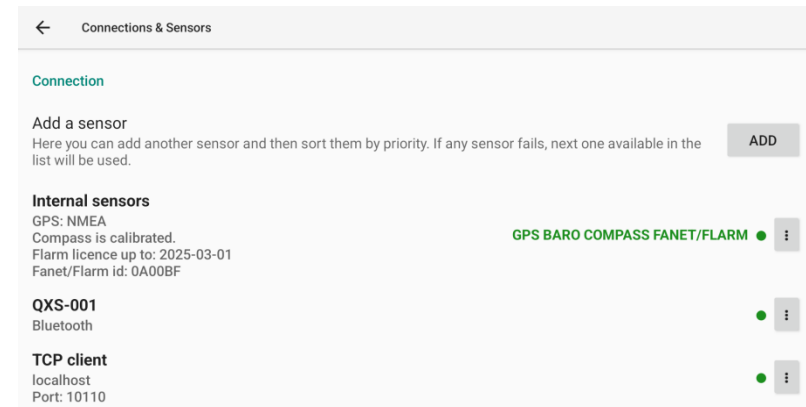 Connections & Sensors
Connection
Add a sensor
Here you can add another sensor and then sort them by priority. If any sensor fails, next one available in the
list will be used.
ADD
Internal sensors
GPS: NMEA
Compass is calibrated.
Flarm licence up to: 2025-03-01
Fanet/Flarm id: 0A00BF
GPS BARO COMPASS FANET/FLARM
QXS-001
Bluetooth
TCP client
localhost
Port: 10110